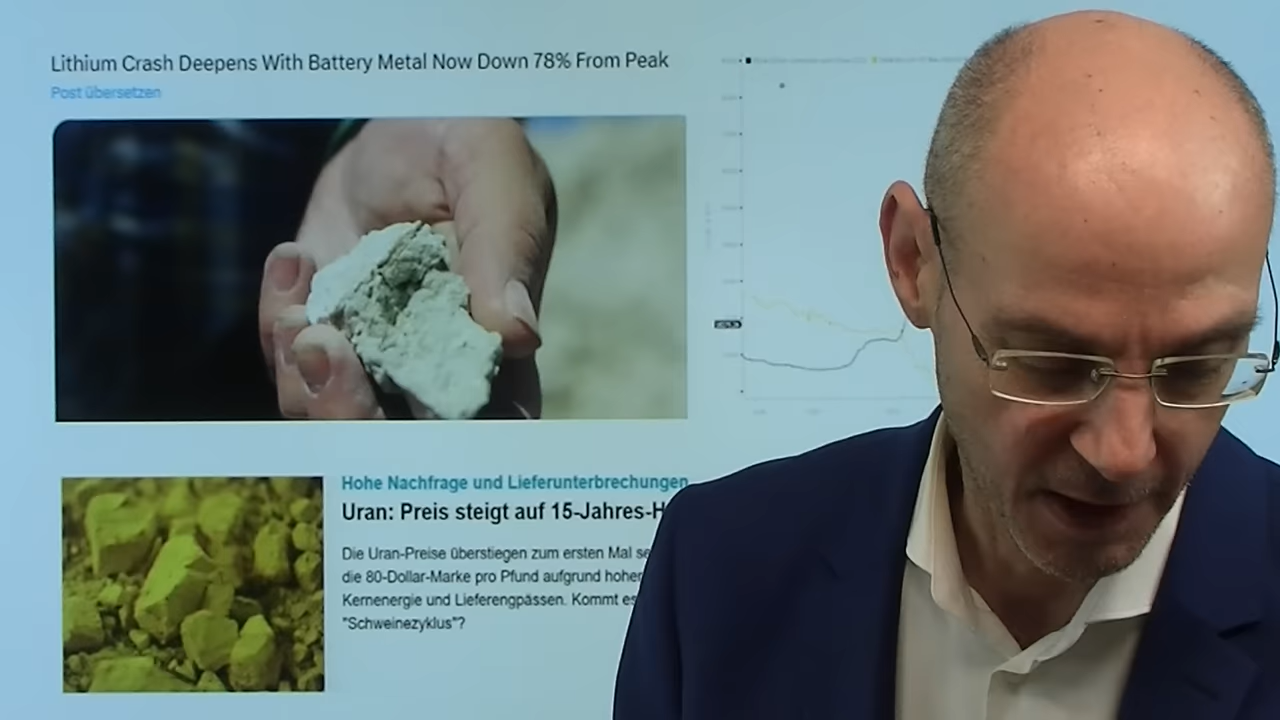 Lithium Crash Deepens With Battery Metal Now Down 78% From Peak
Post übersetzen
Hohe Nachfrage und Lieferunterbrechungen
Uran: Preis steigt auf 15-Jahres-H
Die Uran-Preise überstiegen zum ersten Mal se
die 80-Dollar-Marke pro Pfund aufgrund hoher
Kernenergie und Lieferengpässen. Kommt es
"Schweinezyklus"?